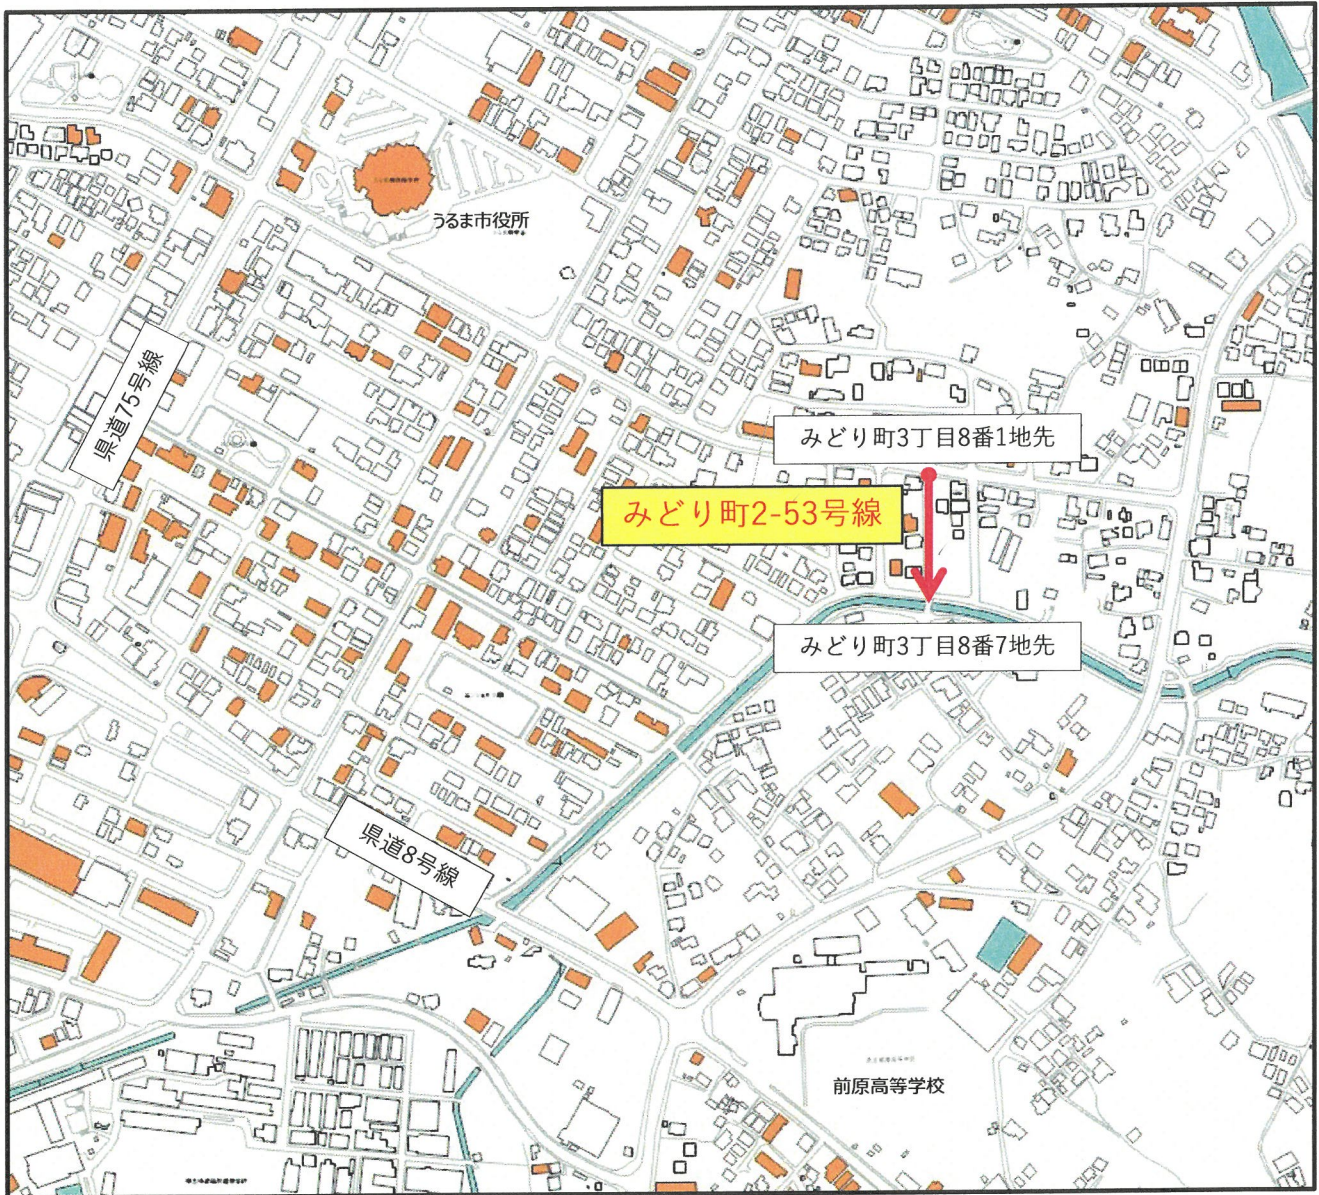 うるま市役所
県道75号線
みどり町3丁目8番1地先
みどり町2-53号線
みどり町3丁目8番7地先
県道8号線
前原高等学校